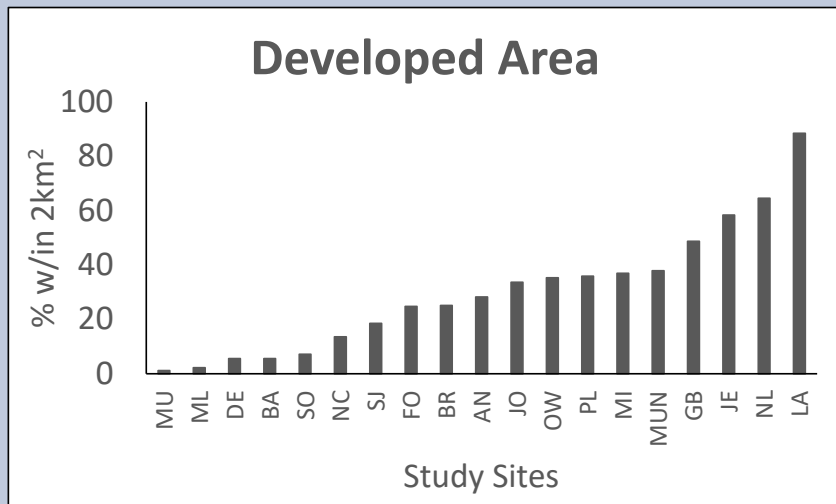 Developed Area
% w/in 2km²
100
80
60
40
20
0
MU ML DE BA SO NC SJ FO BR AN JO OW PL MI MUN GB JE NL LA
Study Sites